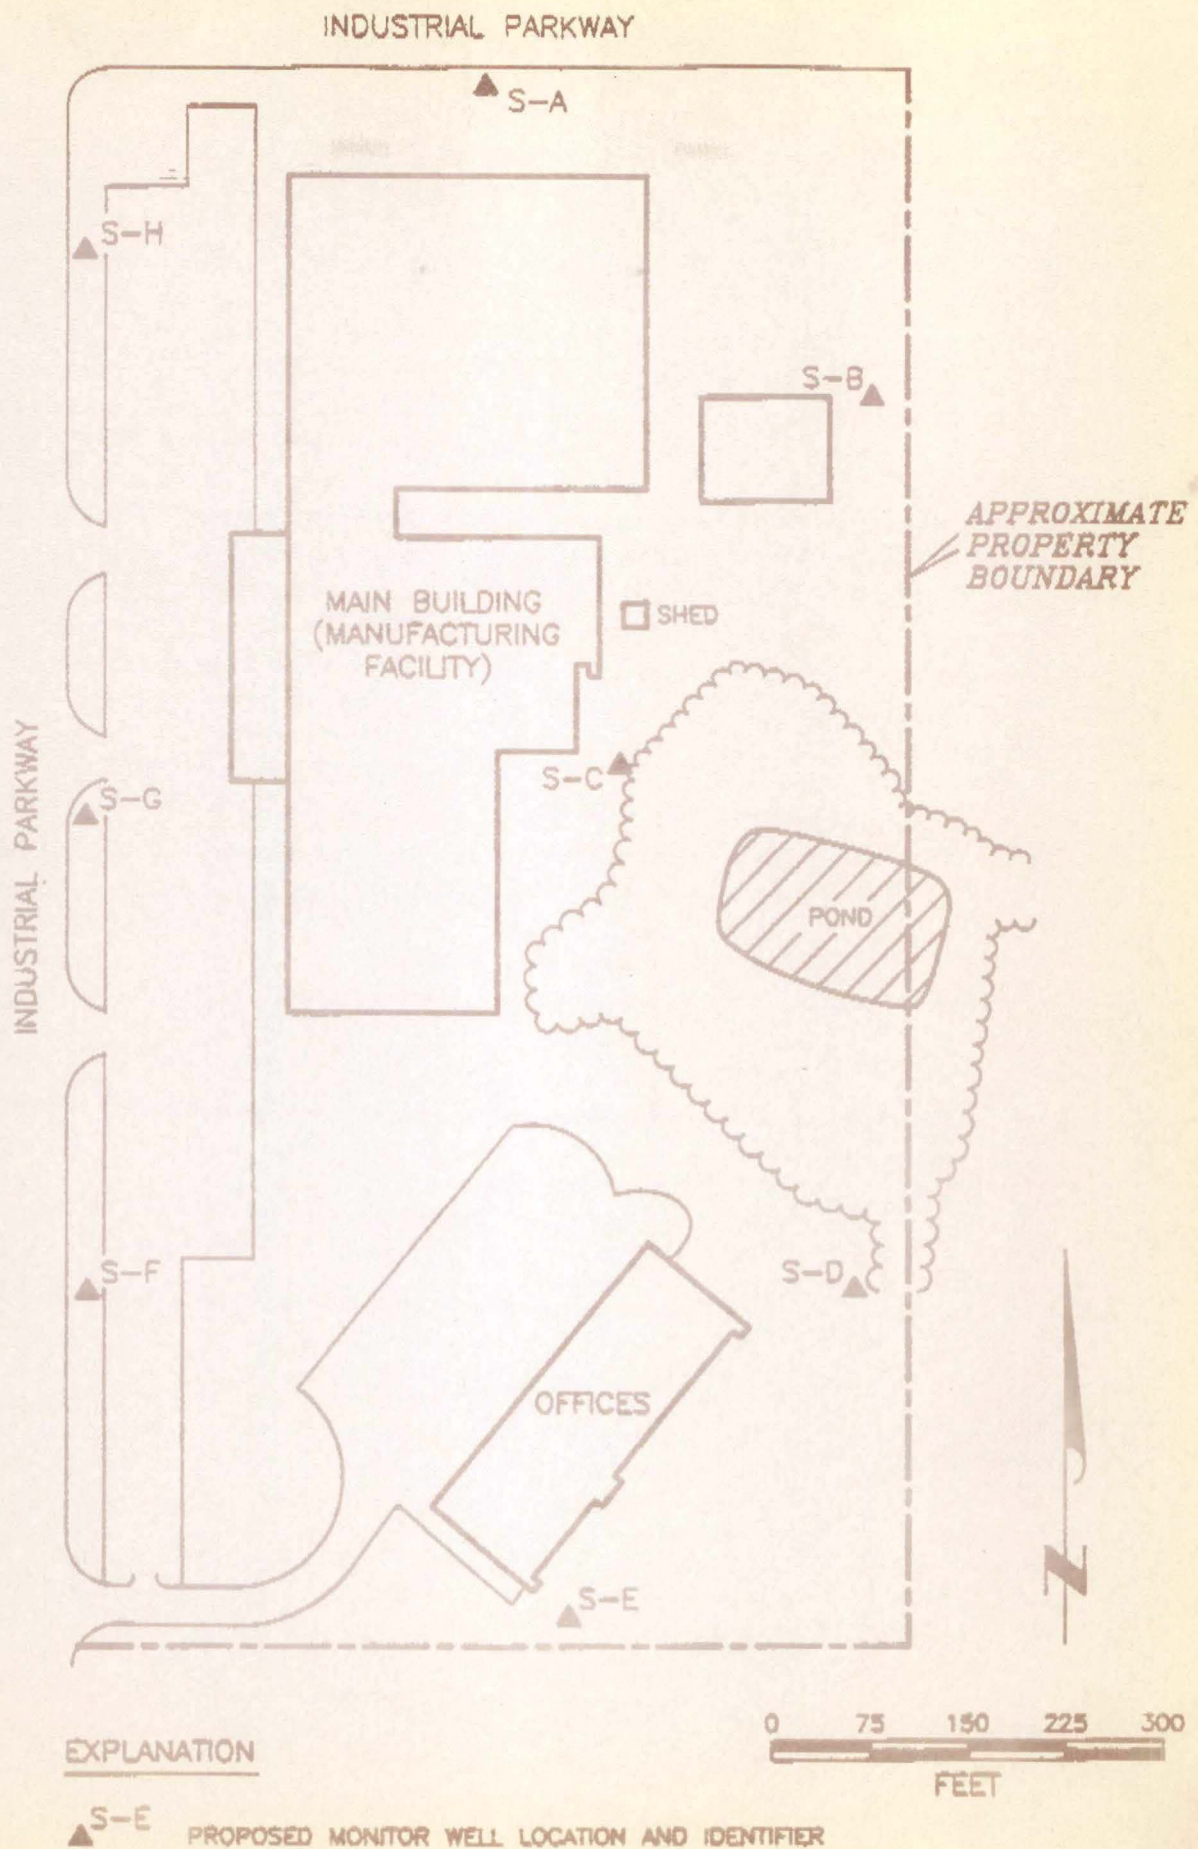 INDUSTRIAL PARKWAY
S-A
S-H
S-B
APPROXIMATE
PROPERTY
BOUNDARY
MAIN BUILDING
(MANUFACTURING
FACILITY)
SHED
INDUSTRIAL PARKWAY
S-C
S-G
POND
S-F
S-D
OFFICES
S-E
N
0 75 150 225 300
FEET
EXPLANATION
S-E PROPOSED MONITOR WELL LOCATION AND IDENTIFIER